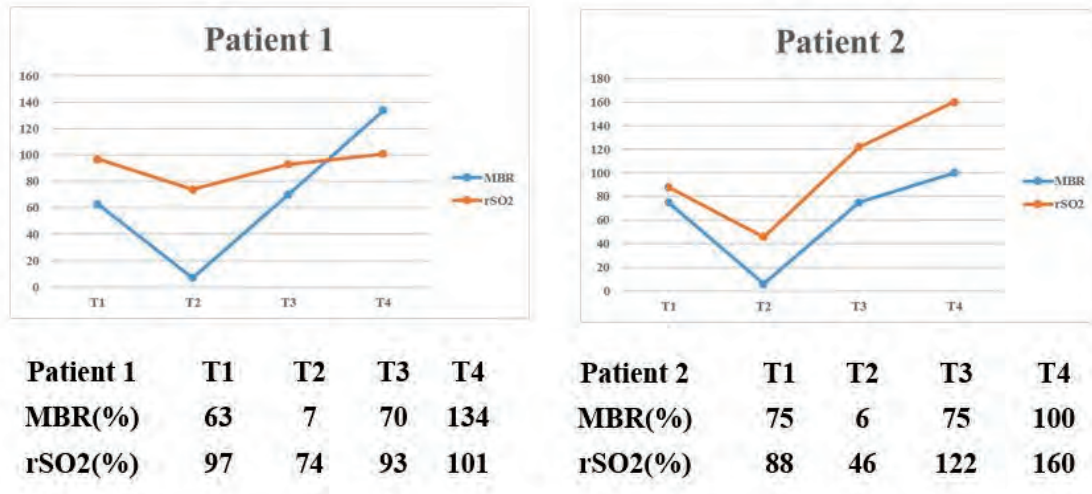 Patient 1
160
140
120
100
80
60
40
20
0
T1 T2 T3 T4
MBR
rSO2
Patient 2
180
160
140
120
100
80
60
40
20
0
T1 T2 T3 T4
MBR
rSO2
Patient 1 T1 T2 T3 T4
MBR(%) 63 7 70 134
rSO2(%) 97 74 93 101
Patient 2 T1 T2 T3 T4
MBR(%) 75 6 75 100
rSO2(%) 88 46 122 160